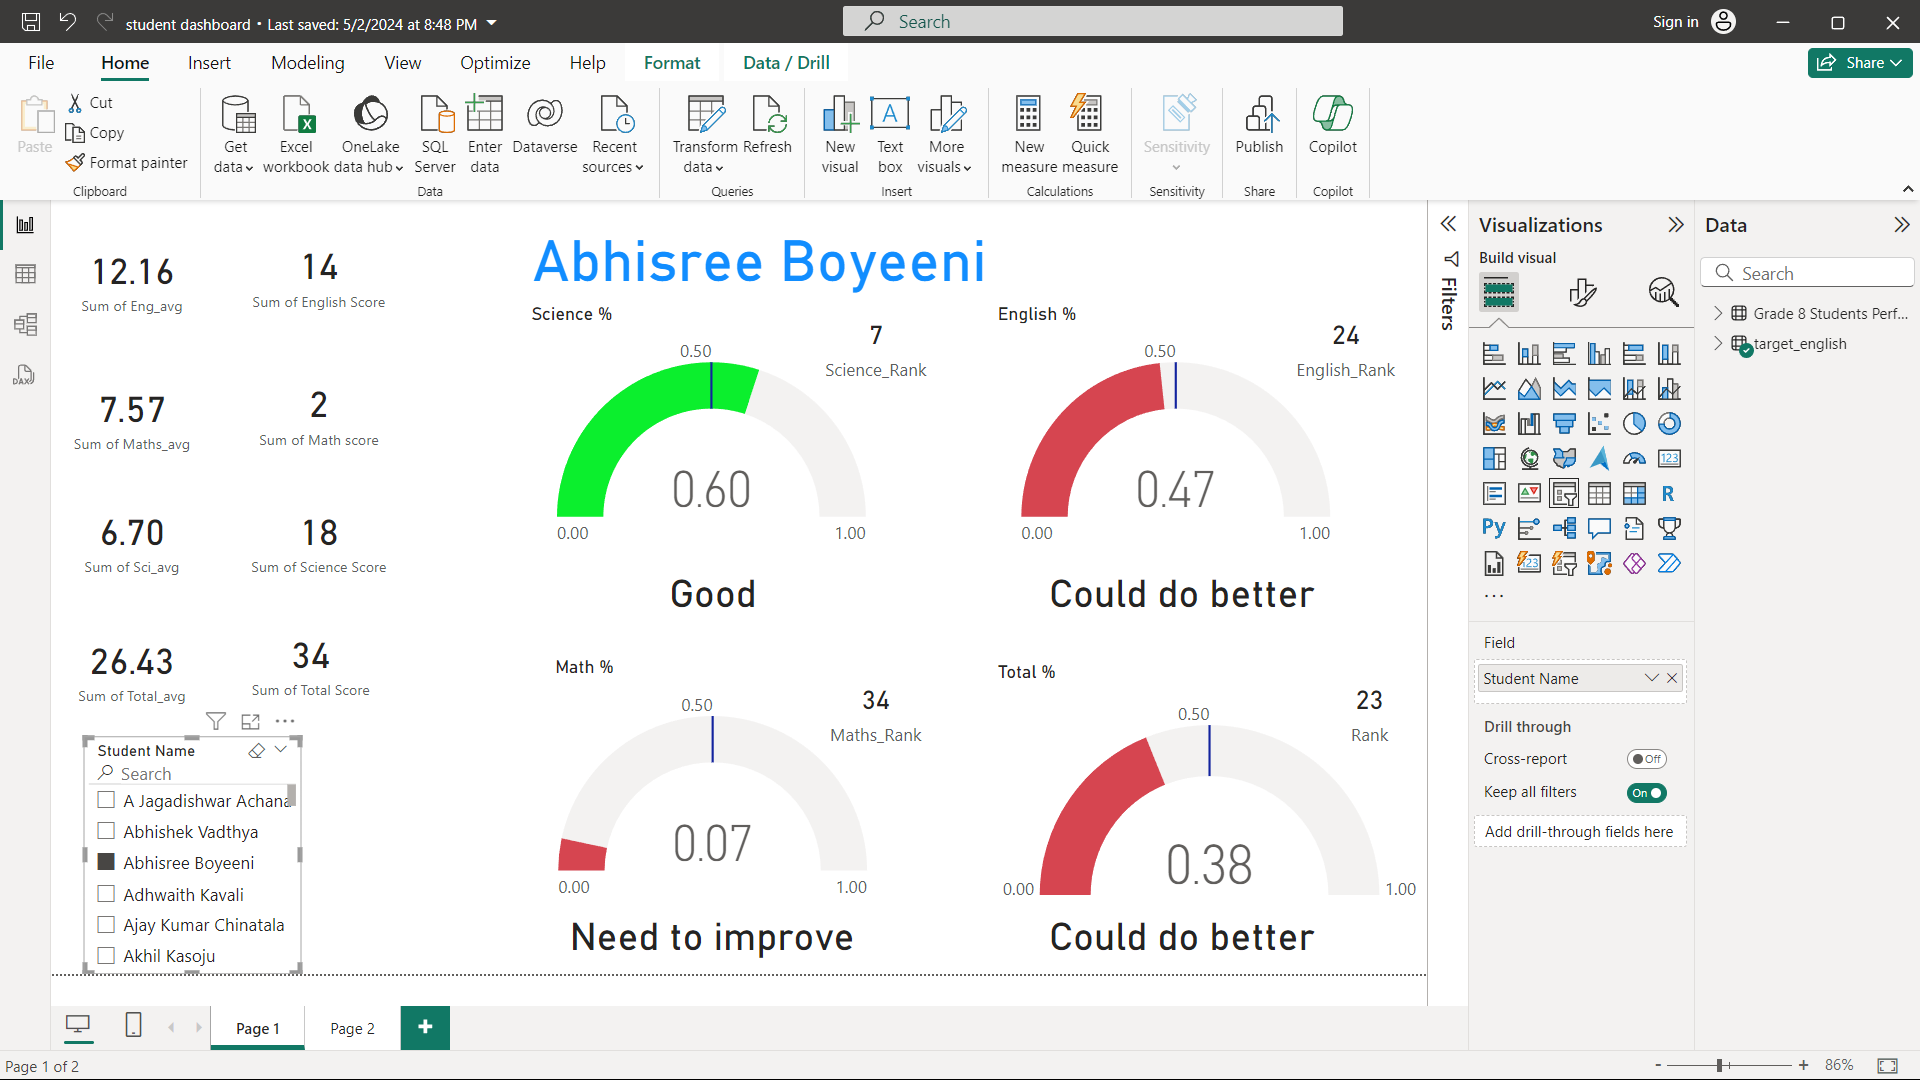 student dashboard • Last saved: 5/2/2024 at 8:48 PM
Search
Sign in
File
Home
Insert
Modeling
View
Optimize
Help
Format
Data / Drill
Share
Paste
Cut
Copy
Format painter
Clipboard
Get data
Excel workbook
OneLake data hub
SQL Server
Enter data
Dataverse
Recent sources
Data
Transform data
Refresh
Queries
New visual
Text box
A
More visuals
Insert
New measure
Quick measure
Calculations
Sensitivity
Sensitivity
Publish
Share
Copilot
Copilot
DAX
12.16
Sum of Eng_avg
14
Sum of English Score
7.57
Sum of Maths_avg
2
Sum of Math score
6.70
Sum of Sci_avg
18
Sum of Science Score
26.43
Sum of Total_avg
34
Sum of Total Score
Student Name
Search
A Jagadishwar Achana
Abhishek Vadthya
Abhisree Boyeeni
Adhwaith Kavali
Ajay Kumar Chinatala
Akhil Kasoju
Abhisree Boyeeni
Science %
7
Science_Rank
0.50
0.60
0.00
1.00
Good
English %
24
English_Rank
0.50
0.47
0.00
1.00
Could do better
Math %
34
Maths_Rank
0.50
0.07
0.00
1.00
Need to improve
Total %
23
Rank
0.50
0.38
0.00
1.00
Could do better
Filters
Visualizations
Build visual
123
R
Py
123
...
Field
Student Name
Drill through
Cross-report
Off
Keep all filters
On
Add drill-through fields here
Data
Search
Grade 8 Students Perf...
target_english
Page 1
Page 2
+
Page 1 of 2
-
+
86%